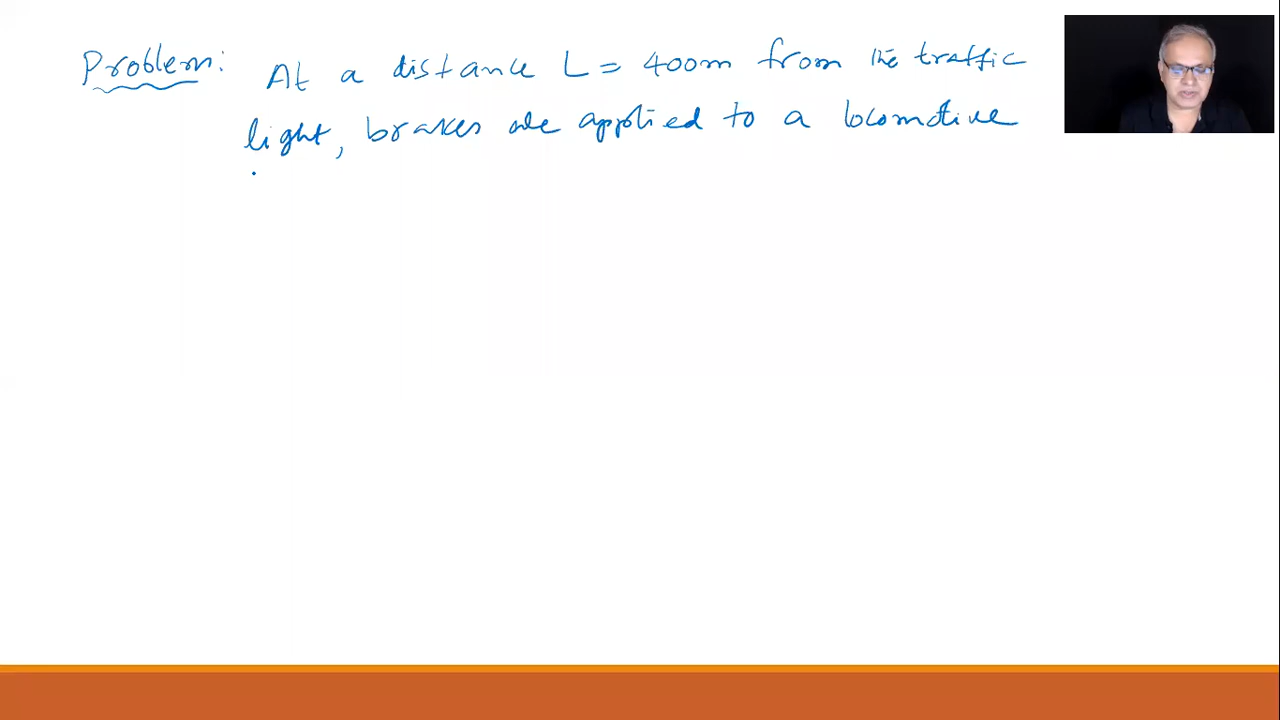 Problem: At a distance L = 400m from the traffic
light, brakes are applied to a locomotive